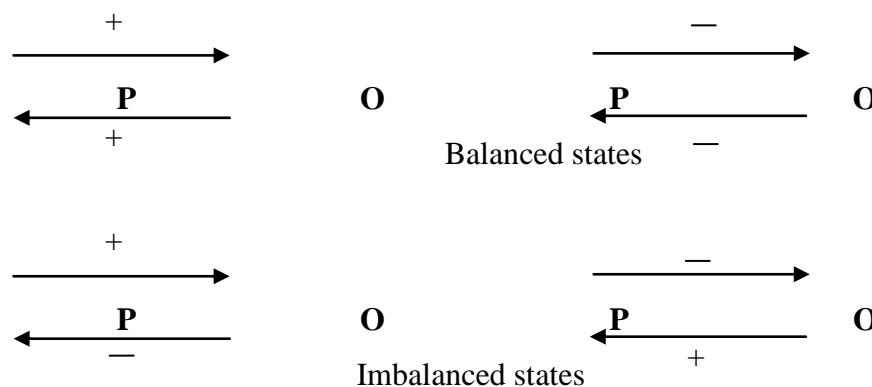 + —
P O P O
+ —
Balanced states
+ —
P O P O
— +
Imbalanced states